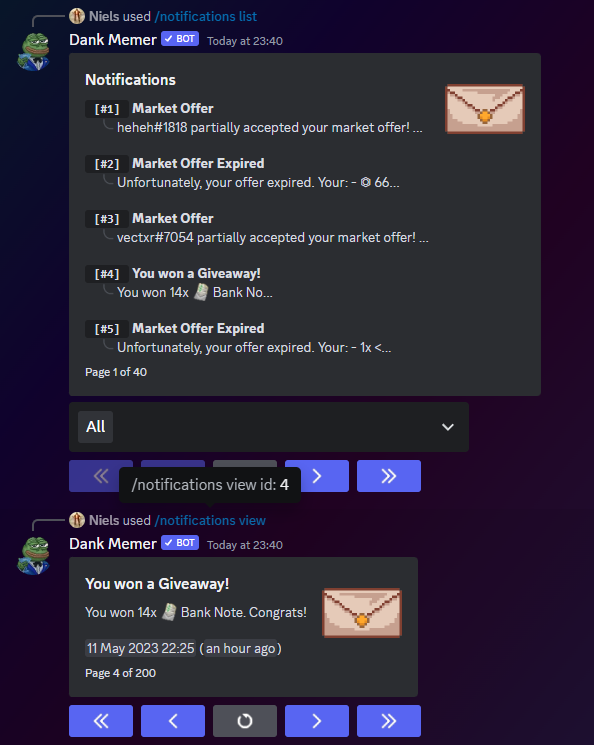 Niels used /notifications list
Dank Memer ✓ BOT Today at 23:40
Notifications
[#1] Market Offer
heheh#1818 partially accepted your market offer! ...
[#2] Market Offer Expired
Unfortunately, your offer expired. Your: - ⏣ 66...
[#3] Market Offer
vectxr#7054 partially accepted your market offer! ...
[#4] You won a Giveaway!
You won 14x Bank No...
[#5] Market Offer Expired
Unfortunately, your offer expired. Your: - 1x <...
Page 1 of 40
All
/notifications view id: 4
Niels used /notifications view
Dank Memer ✓ BOT Today at 23:40
You won a Giveaway!
You won 14x Bank Note. Congrats!
11 May 2023 22:25 (an hour ago)
Page 4 of 200